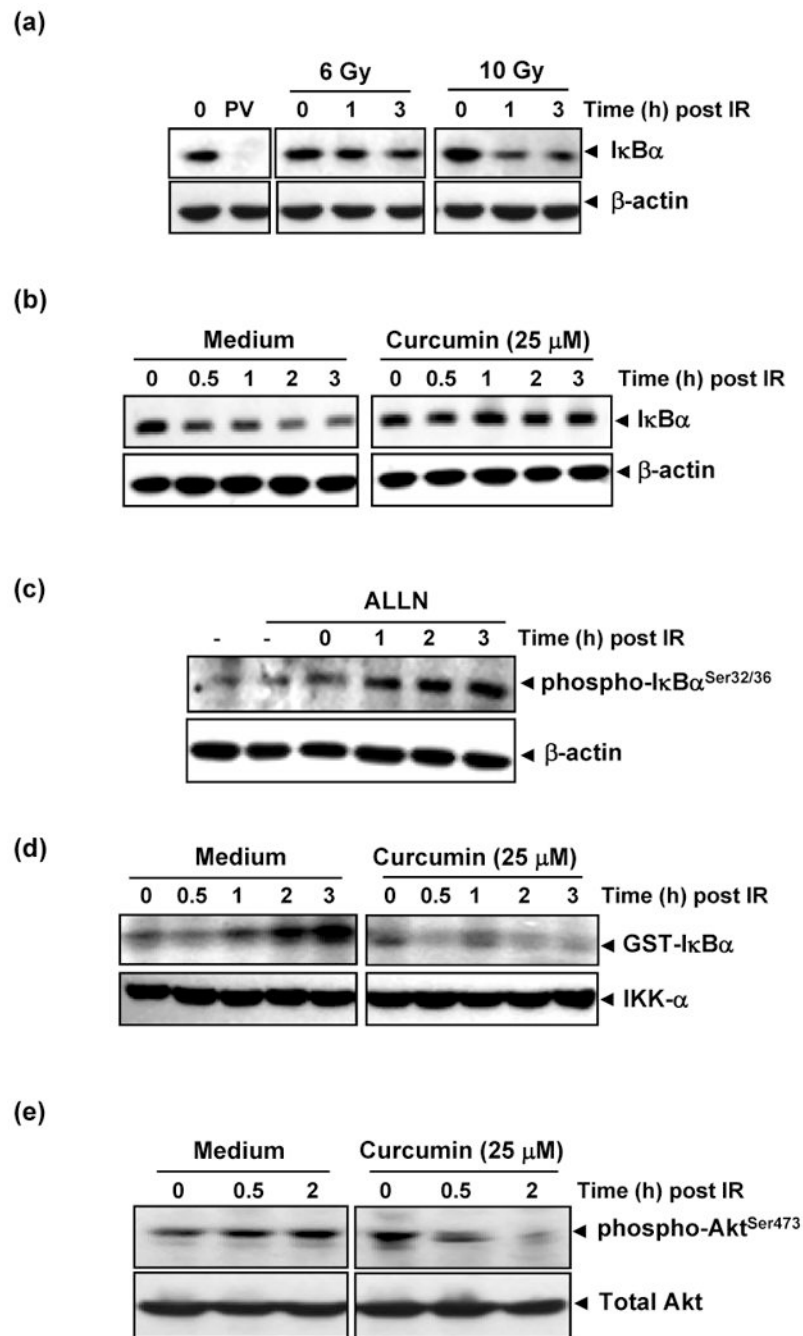 (a)
6 Gy 10 Gy
0 PV 0 1 3 0 1 3 Time (h) post IR
IκBα
β-actin
(b)
Medium Curcumin (25 μM)
0 0.5 1 2 3 0 0.5 1 2 3 Time (h) post IR
IκBα
β-actin
(c)
ALLN
- - 0 1 2 3 Time (h) post IR
phospho-IκBα^Ser32/36
β-actin
(d)
Medium Curcumin (25 μM)
0 0.5 1 2 3 0 0.5 1 2 3 Time (h) post IR
GST-IκBα
IKK-α
(e)
Medium Curcumin (25 μM)
0 0.5 2 0 0.5 2 Time (h) post IR
phospho-Akt^Ser473
Total Akt